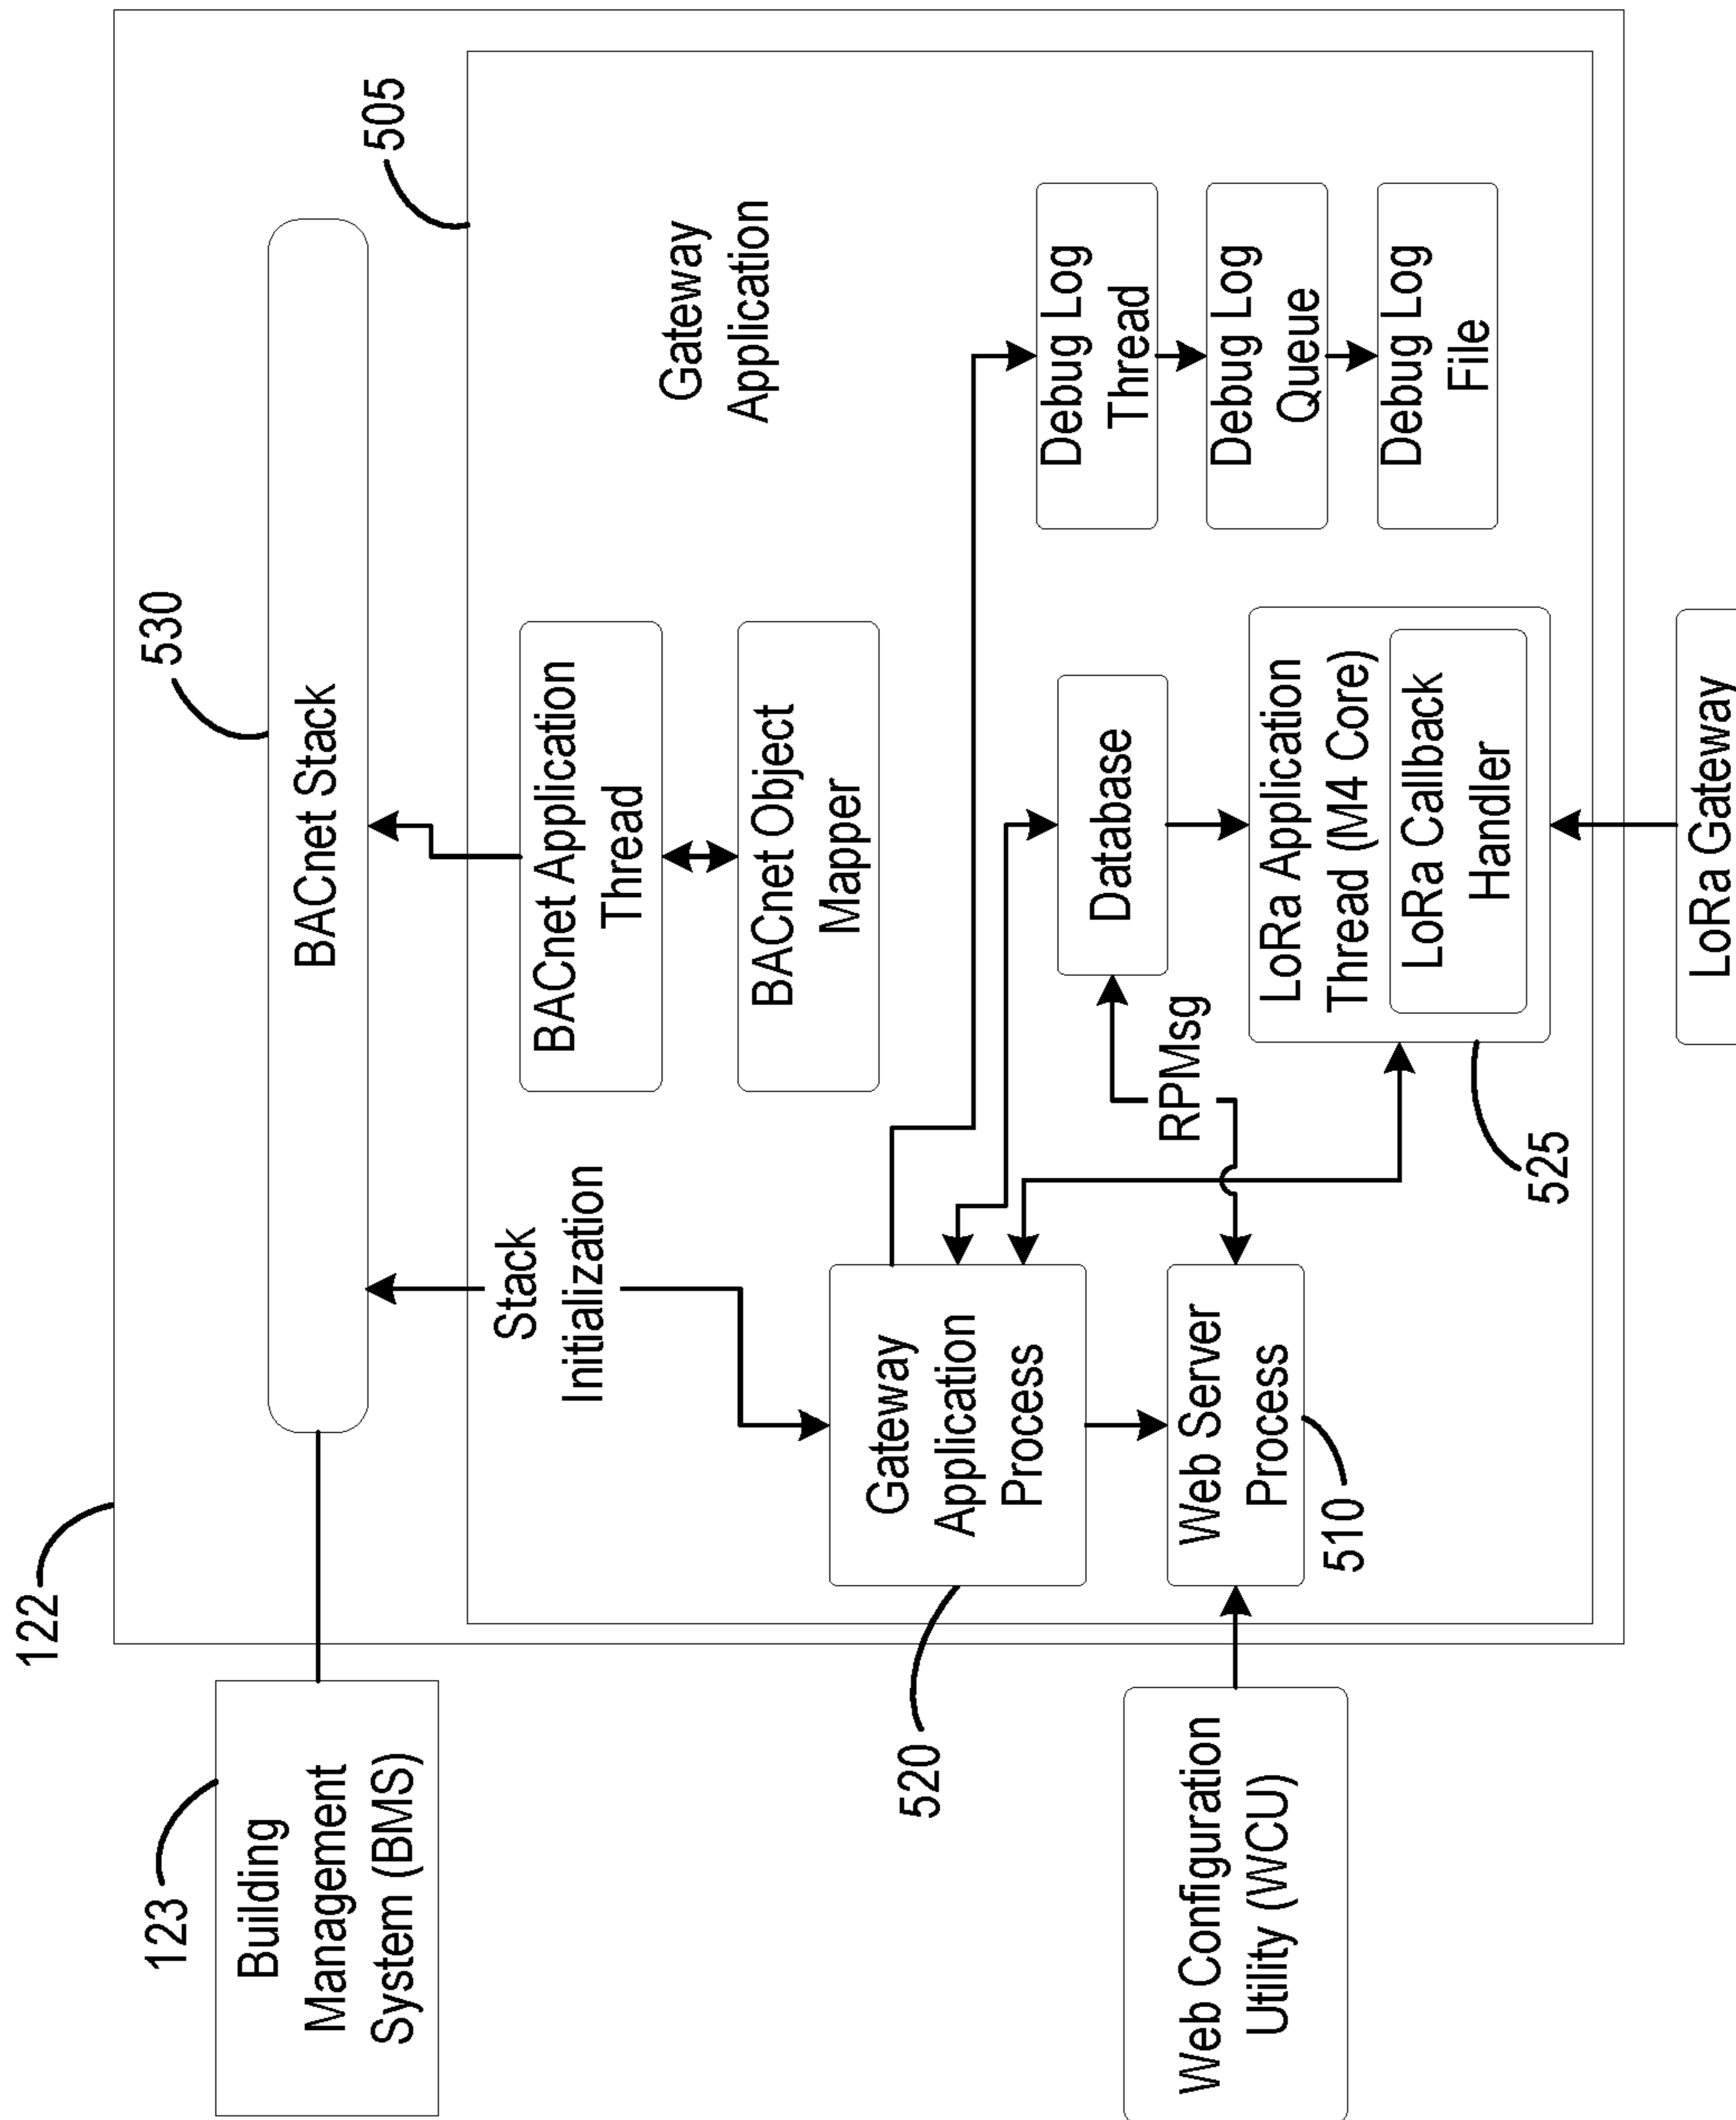 122
123
Building
Management
System (BMS)
530
BACnet Stack
505
Stack
Initialization
BACnet Application
Thread
BACnet Object
Mapper
Gateway
Application
520
Gateway
Application
Process
Web Configuration
Utility (WCU)
Web Server
Process
510
RPMsg
Database
LoRa Application
Thread (M4 Core)
LoRa Callback
Handler
525
Debug Log
Thread
Debug Log
Queue
Debug Log
File
LoRa Gateway